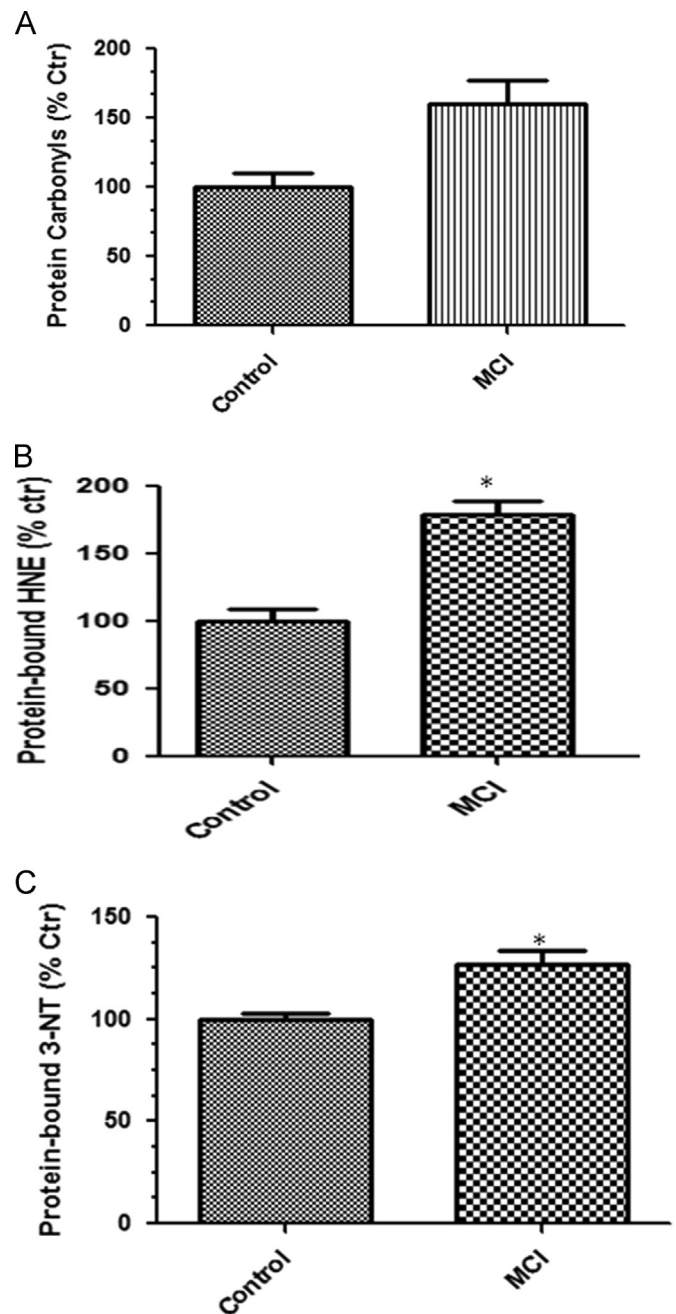 A
Protein Carbonyls (% Ctr)
200
150
100
50
0
Control
MCI
B
Protein-bound HNE (% ctr)
200
150
100
50
0
*
Control
MCI
C
Protein-bound 3-NT (% Ctr)
150
100
50
0
*
Control
MCI